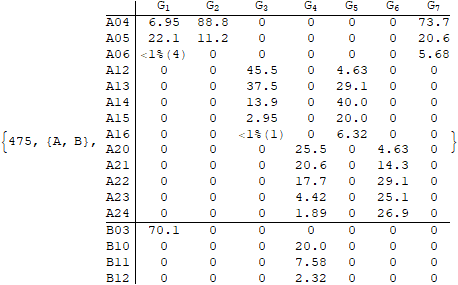 G₁ G₂ G₃ G₄ G₅ G₆ G₇
A04 6.95 88.8 0 0 0 0 73.7
A05 22.1 11.2 0 0 0 0 20.6
A06 <1%(4) 0 0 0 0 0 5.68
A12 0 0 45.5 0 4.63 0 0
A13 0 0 37.5 0 29.1 0 0
A14 0 0 13.9 0 40.0 0 0
A15 0 0 2.95 0 20.0 0 0
{475, {A, B}, A16 0 0 <1%(1) 0 6.32 0 0 }
A20 0 0 0 25.5 0 4.63 0
A21 0 0 0 20.6 0 14.3 0
A22 0 0 0 17.7 0 29.1 0
A23 0 0 0 4.42 0 25.1 0
A24 0 0 0 1.89 0 26.9 0
B03 70.1 0 0 0 0 0 0
B10 0 0 0 20.0 0 0 0
B11 0 0 0 7.58 0 0 0
B12 0 0 0 2.32 0 0 0